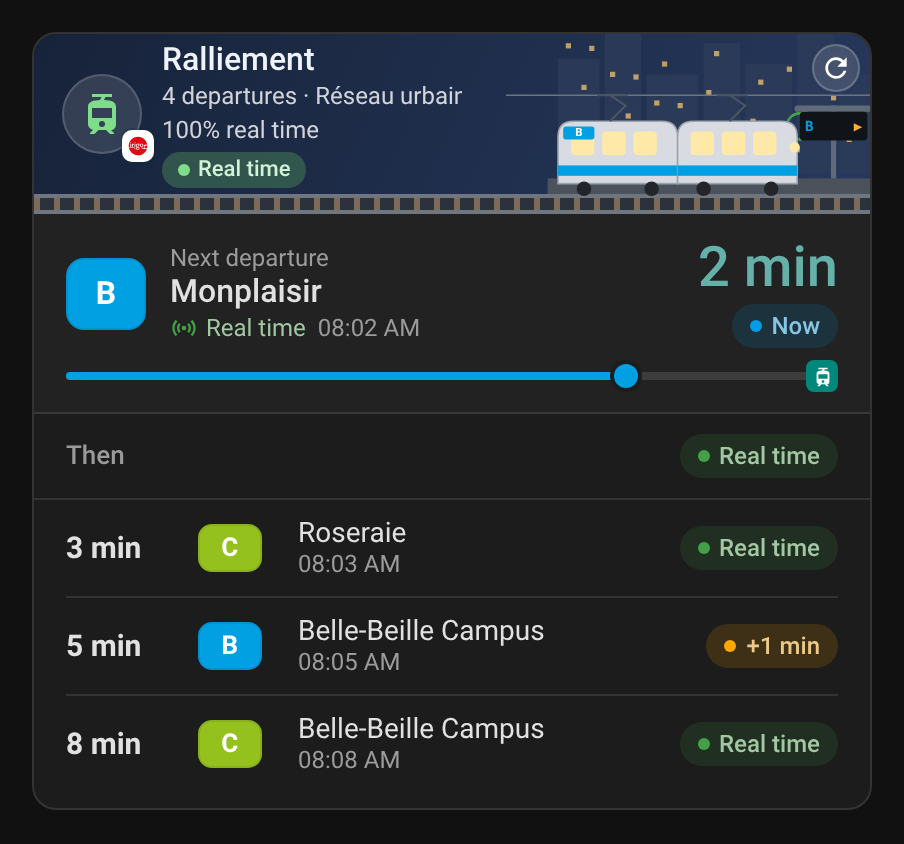 Ralliement
4 departures · Réseau urbair
100% real time
Real time
B
B
B
Next departure
Monplaisir
Real time 08:02 AM
2 min
Now
Then
Real time
3 min
C
Roseraie
08:03 AM
Real time
5 min
B
Belle-Beille Campus
08:05 AM
+1 min
8 min
C
Belle-Beille Campus
08:08 AM
Real time